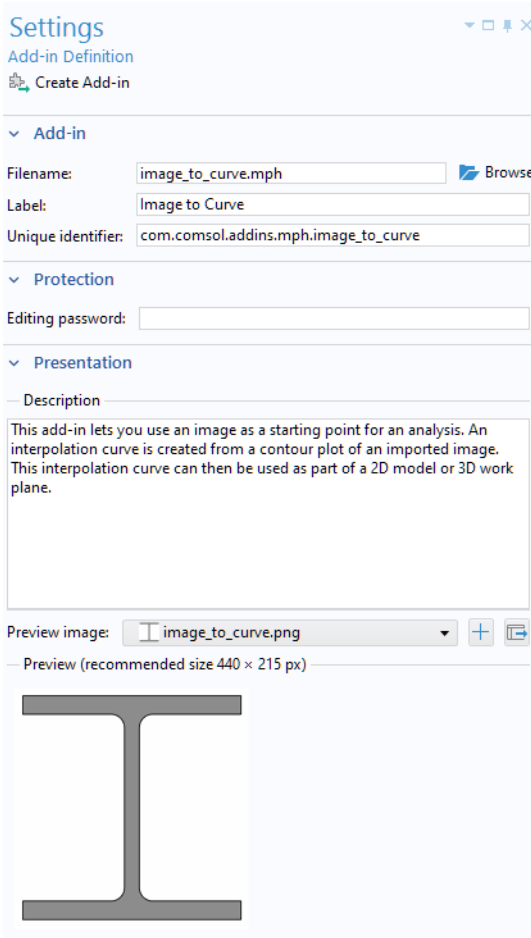 Settings
Add-in Definition
Create Add-in
Add-in
Filename: image_to_curve.mph Browse
Label: Image to Curve
Unique identifier: com.comsol.addins.mph.image_to_curve
Protection
Editing password:
Presentation
Description
This add-in lets you use an image as a starting point for an analysis. An
interpolation curve is created from a contour plot of an imported image.
This interpolation curve can then be used as part of a 2D model or 3D work
plane.
Preview image: image_to_curve.png
Preview (recommended size 440 × 215 px)